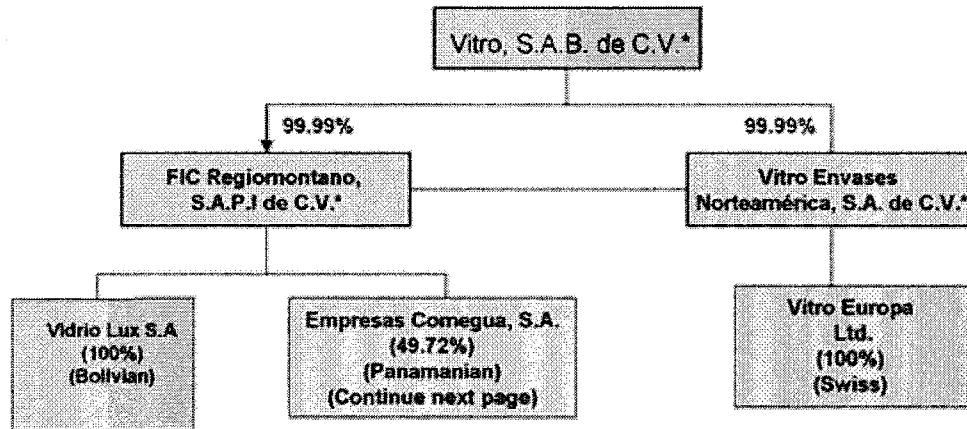 Vitro, S.A.B. de C.V.*
99.99%
99.99%
FIC Regiomontano,
S.A.P.I de C.V.*
Vitro Envases
Norteamérica, S.A. de C.V.*
Vidrio Lux S.A
(100%)
(Bolivian)
Empresas Comegua, S.A.
(49.72%)
(Panamanian)
(Continue next page)
Vitro Europa
Ltd.
(100%)
(Swiss)